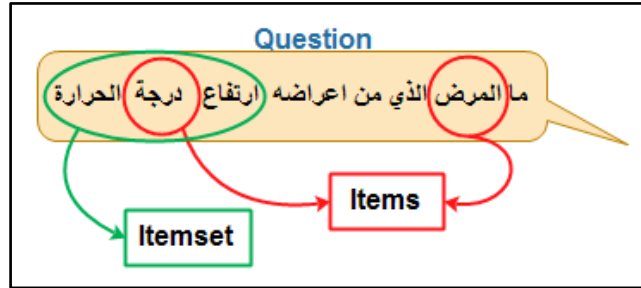 Question
ما المرض الذي من اعراضه ارتفاع درجة الحرارة
Items
Itemset